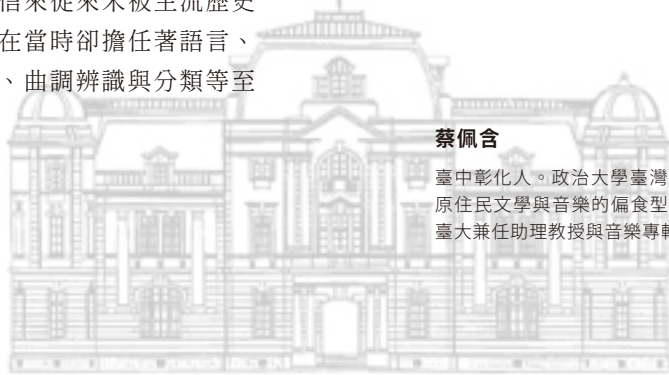 信來從來未被主流歷史
在當時卻擔任著語言、
、曲調辨識與分類等至
蔡佩含
臺中彰化人。政治大學臺灣
原住民文學與音樂的偏食型
臺大兼任助理教授與音樂專